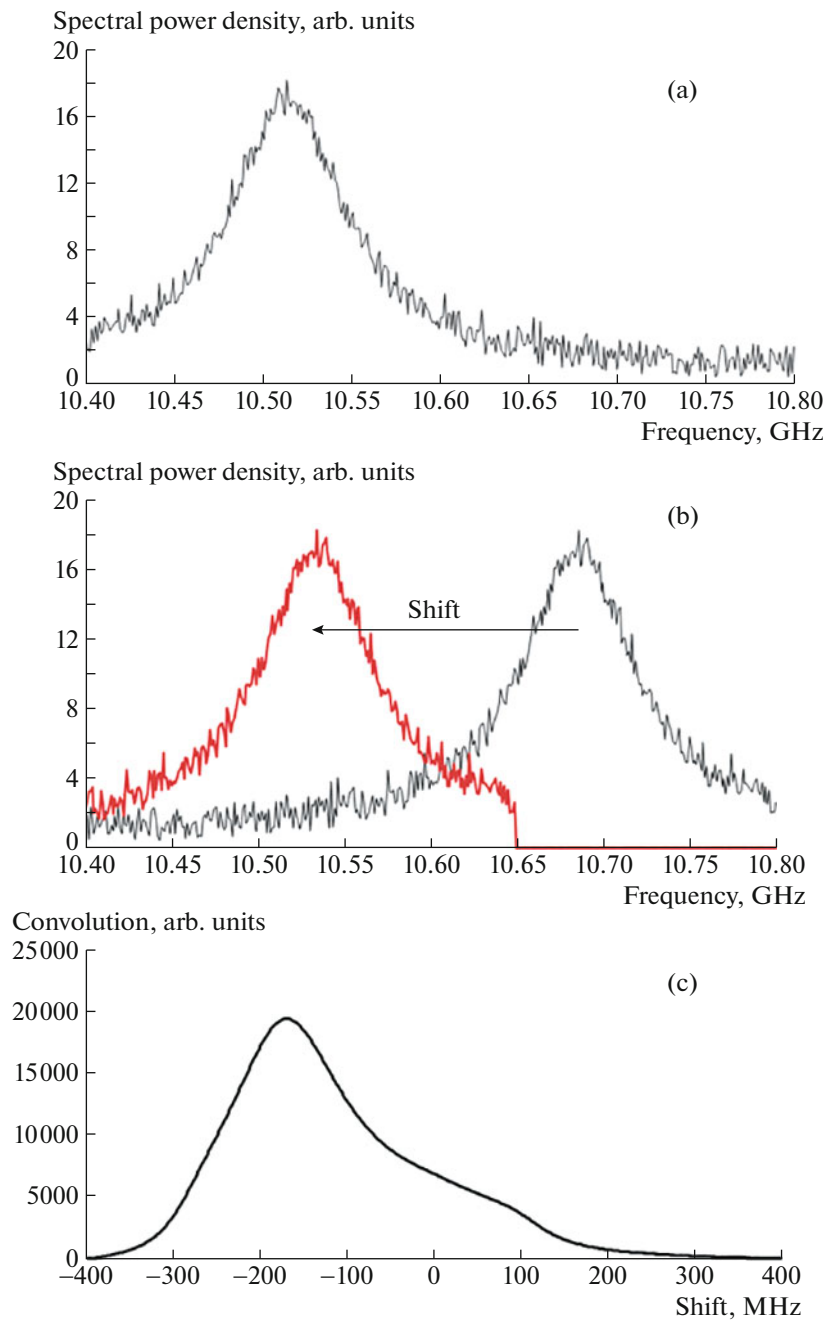 Spectral power density, arb. units
20
(a)
16
12
8
4
0
10.40 10.45 10.50 10.55 10.60 10.65 10.70 10.75 10.80
Frequency, GHz
Spectral power density, arb. units
20
(b)
16
Shift
12
8
4
0
10.40 10.45 10.50 10.55 10.60 10.65 10.70 10.75 10.80
Frequency, GHz
Convolution, arb. units
25000
(c)
20000
15000
10000
5000
0
−400 −300 −200 −100 0 100 200 300 400
Shift, MHz